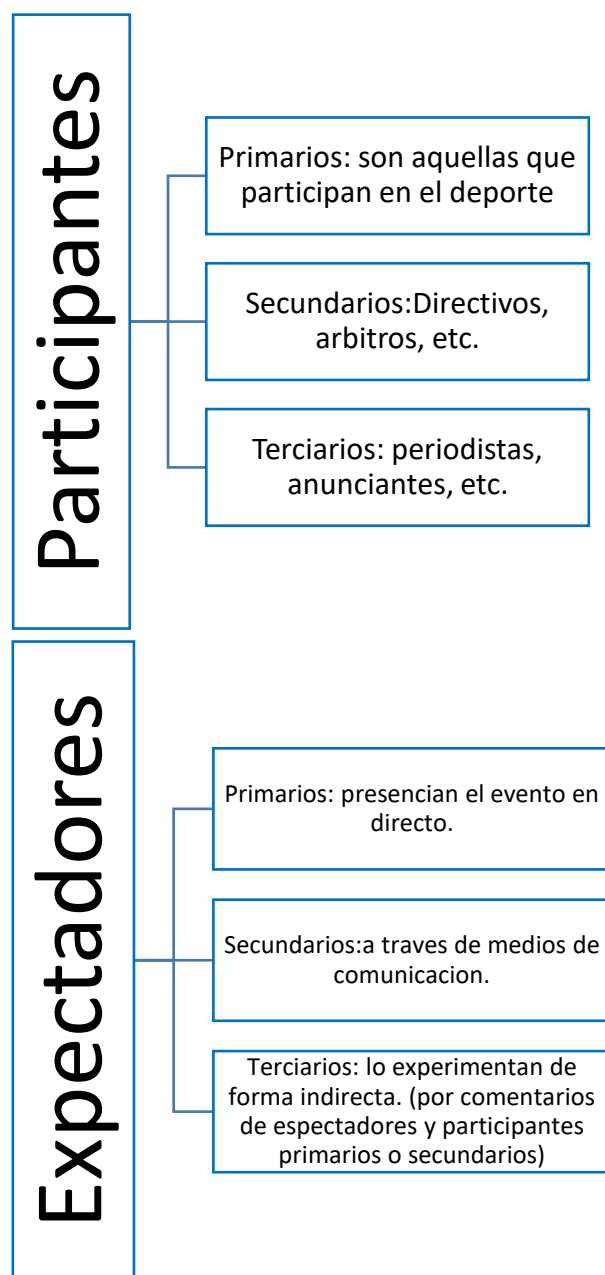 Participantes
Primarios: son aquellas que
participan en el deporte
Secundarios:Directivos,
arbitros, etc.
Terciarios: periodistas,
anunciantes, etc.
Expectadores
Primarios: presencian el evento en
directo.
Secundarios:a traves de medios de
comunicacion.
Terciarios: lo experimentan de
forma indirecta. (por comentarios
de espectadores y participantes
primarios o secundarios)